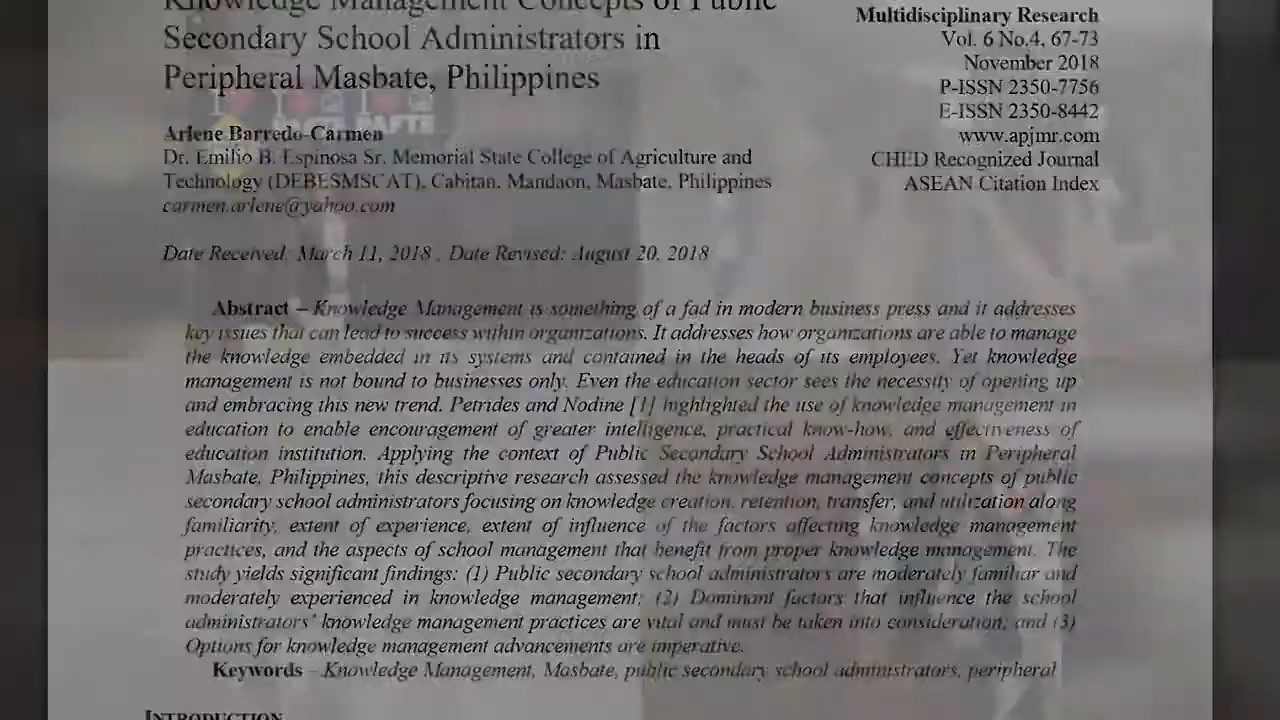 Knowledge Management Concepts of Public
Secondary School Administrators in
Peripheral Masbate, Philippines
Multidisciplinary Research
Vol. 6 No.4, 67-73
November 2018
P-ISSN 2350-7756
E-ISSN 2350-8442
www.apjmr.com
CHED Recognized Journal
ASEAN Citation Index
Arlene Barredo-Carmen
Dr. Emilio B. Espinosa Sr. Memorial State College of Agriculture and
Technology (DEBESMSCAT), Cabitan, Mandaon, Masbate, Philippines
carmen.arlene@yahoo.com
Date Received: March 11, 2018 , Date Revised: August 20, 2018
Abstract – Knowledge Management is something of a fad in modern business press and it addresses
key issues that can lead to success within organizations. It addresses how organizations are able to manage
the knowledge embedded in its systems and contained in the heads of its employees. Yet knowledge
management is not bound to businesses only. Even the education sector sees the necessity of opening up
and embracing this new trend. Petrides and Nodine [1] highlighted the use of knowledge management in
education to enable encouragement of greater intelligence, practical know-how, and effectiveness of
education institution. Applying the context of Public Secondary School Administrators in Peripheral
Masbate, Philippines, this descriptive research assessed the knowledge management concepts of public
secondary school administrators focusing on knowledge creation, retention, transfer, and utilization along
familiarity, extent of experience, extent of influence of the factors affecting knowledge management
practices, and the aspects of school management that benefit from proper knowledge management. The
study yields significant findings: (1) Public secondary school administrators are moderately familiar and
moderately experienced in knowledge management; (2) Dominant factors that influence the school
administrators' knowledge management practices are vital and must be taken into consideration; and (3)
Options for knowledge management advancements are imperative.
Keywords – Knowledge Management, Masbate, public secondary school administrators, peripheral
INTRODUCTION